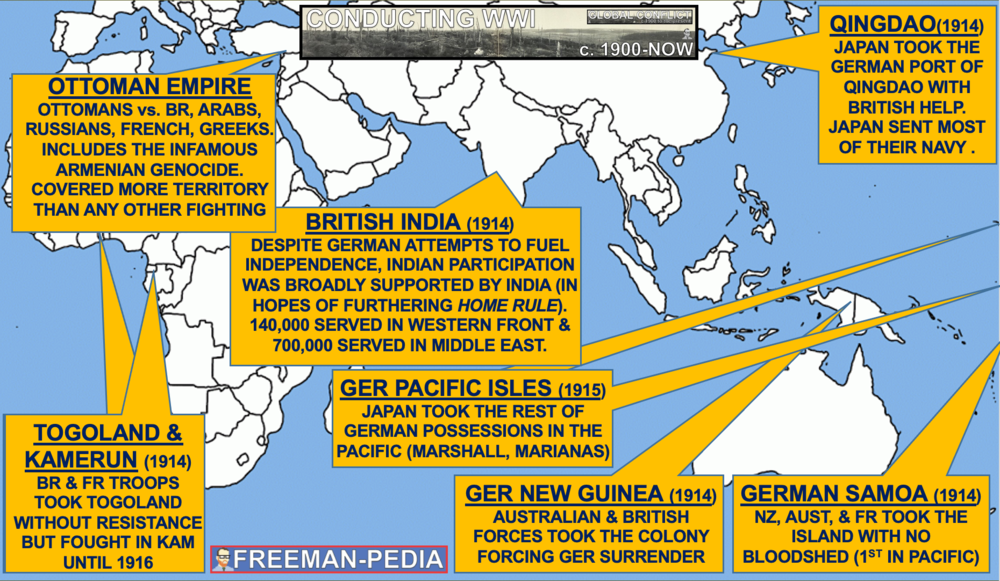 CONDUCTING WWI
GLOBAL CONFLICT
c. 1900-NOW
QINGDAO(1914)
JAPAN TOOK THE
GERMAN PORT OF
QINGDAO WITH
BRITISH HELP.
JAPAN SENT MOST
OF THEIR NAVY .
OTTOMAN EMPIRE
OTTOMANS vs. BR, ARABS,
RUSSIANS, FRENCH, GREEKS.
INCLUDES THE INFAMOUS
ARMENIAN GENOCIDE.
COVERED MORE TERRITORY
THAN ANY OTHER FIGHTING
BRITISH INDIA (1914)
DESPITE GERMAN ATTEMPTS TO FUEL
INDEPENDENCE, INDIAN PARTICIPATION
WAS BROADLY SUPPORTED BY INDIA (IN
HOPES OF FURTHERING HOME RULE).
140,000 SERVED IN WESTERN FRONT &
700,000 SERVED IN MIDDLE EAST.
GER PACIFIC ISLES (1915)
JAPAN TOOK THE REST OF
GERMAN POSSESSIONS IN THE
PACIFIC (MARSHALL, MARIANAS)
TOGOLAND &
KAMERUN (1914)
BR & FR TROOPS
TOOK TOGOLAND
WITHOUT RESISTANCE
BUT FOUGHT IN KAM
UNTIL 1916
GER NEW GUINEA (1914)
AUSTRALIAN & BRITISH
FORCES TOOK THE COLONY
FORCING GER SURRENDER
GERMAN SAMOA (1914)
NZ, AUST, & FR TOOK THE
ISLAND WITH NO
BLOODSHED (1ST IN PACIFIC)
FREEMAN-PEDIA